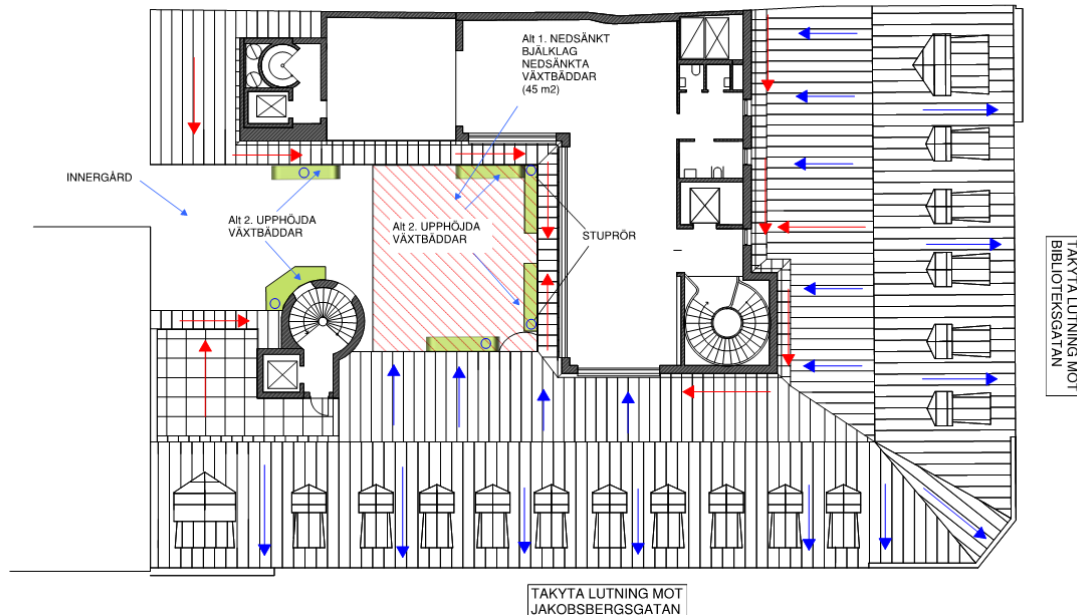 Alt 1. NEDSÄNKT
BJÄLKLAG
NEDSÄNKTA
VÄXTBÄDDAR
(45 m2)
INNERGÅRD
Alt 2. UPPHÖJDA
VÄXTBÄDDAR
Alt 2. UPPHÖJDA
VÄXTBÄDDAR
STUPRÖR
TAKYTA LUTNING MOT
BIBLIOTEKSGATAN
TAKYTA LUTNING MOT
JAKOBSBERGSGATAN